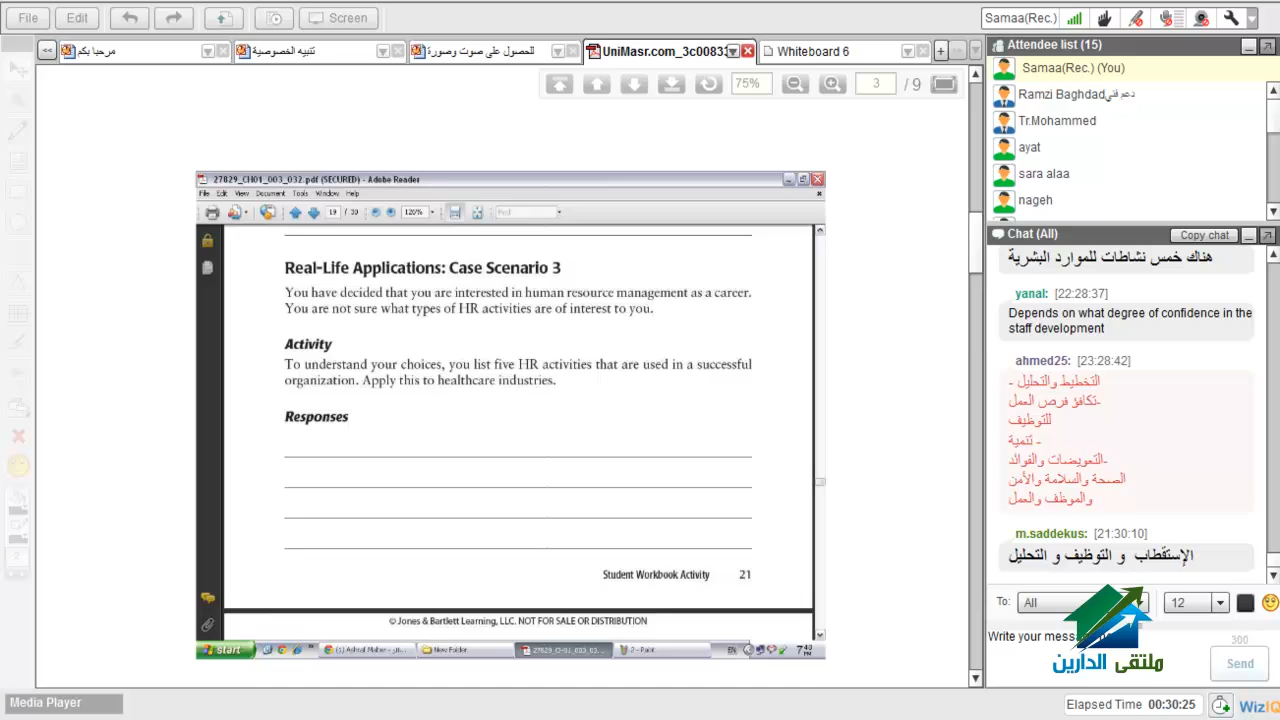 File
Edit
Screen
Samaa(Rec.)
<<
مرحبا بكم
تنبيه الخصوصية
للحصول على صوت وصورة
UniMasr.com_3c0083
Whiteboard 6
75%
3 / 9
27829_CH01_003_032.pdf (SECURED) - Adobe Reader
File Edit View Document Tools Window Help
19 / 30
120%
Find
Real-Life Applications: Case Scenario 3
You have decided that you are interested in human resource management as a career.
You are not sure what types of HR activities are of interest to you.
Activity
To understand your choices, you list five HR activities that are used in a successful
organization. Apply this to healthcare industries.
Responses
Student Workbook Activity 21
© Jones & Bartlett Learning, LLC. NOT FOR SALE OR DISTRIBUTION
start
New Folder
2 - Paint
EN
Media Player
Attendee list (15)
Samaa(Rec.) (You)
Ramzi Baghdad دعم فني
Tr.Mohammed
ayat
sara alaa
nageh
Chat (All)
Copy chat
هناك خمس نشاطات للموارد البشرية
yanal: [22:28:37]
Depends on what degree of confidence in the
staff development
ahmed25: [23:28:42]
التخطيط والتحليل -
-تكافؤ فرص العمل
للتوظيف
- تنمية
-التعويضات والفوائد
الصحة والسلامة والأمن
والموظف والعمل
m.saddekus: [21:30:10]
الإستقطاب و التوظيف و التحليل
To: All
12
Write your mess
300
Send
ملتقى الدارين
Elapsed Time 00:30:25
WizIQ